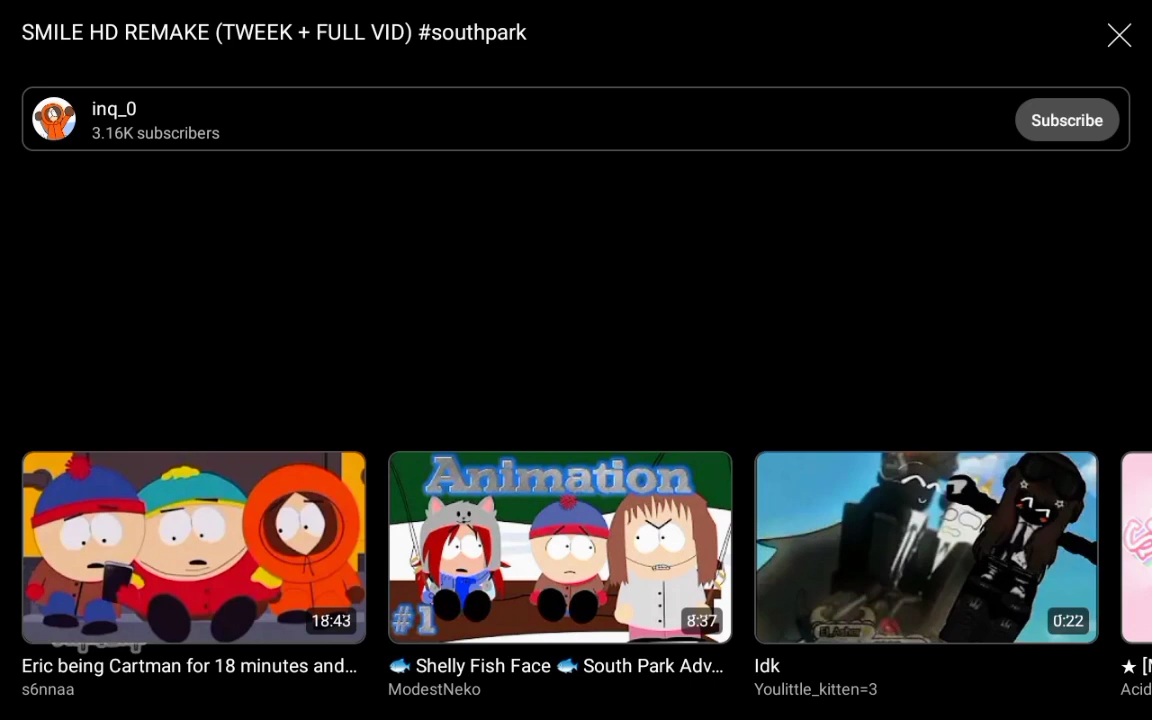 SMILE HD REMAKE (TWEEK + FULL VID) #southpark
inq_0
3.16K subscribers
Subscribe
Animation
#1
18:43
8:37
0:22
Eric being Cartman for 18 minutes and...
🐟 Shelly Fish Face 🐟 South Park Adv...
Idk
★ [
s6nnaa
ModestNeko
Youlittle_kitten=3
Acid